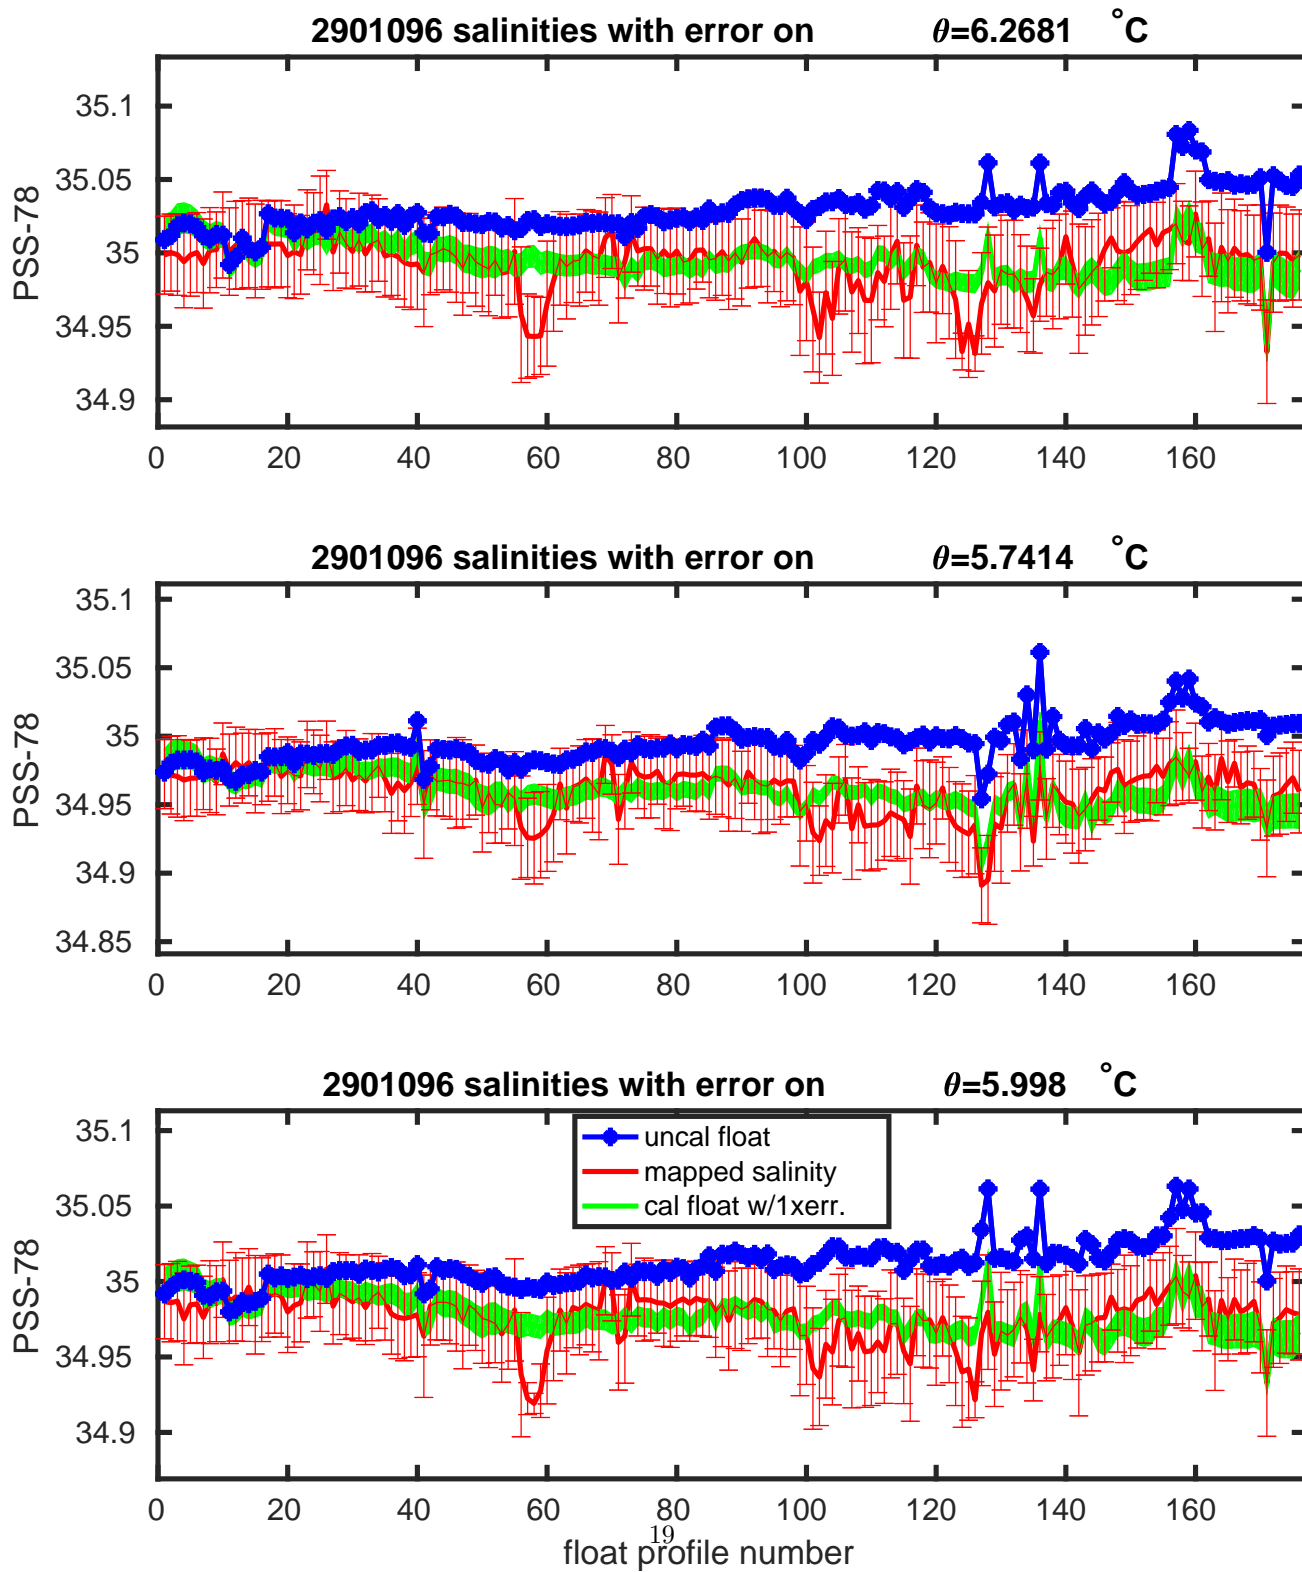 2901096 salinities with error on θ=6.2681 °C
PSS-78
35.1
35.05
35
34.95
34.9
0 20 40 60 80 100 120 140 160
2901096 salinities with error on θ=5.7414 °C
PSS-78
35.1
35.05
35
34.95
34.9
34.85
0 20 40 60 80 100 120 140 160
2901096 salinities with error on θ=5.998 °C
PSS-78
35.1
35.05
35
34.95
34.9
uncal float
mapped salinity
cal float w/1xerr.
0 20 40 60 80 100 120 140 160
19
float profile number